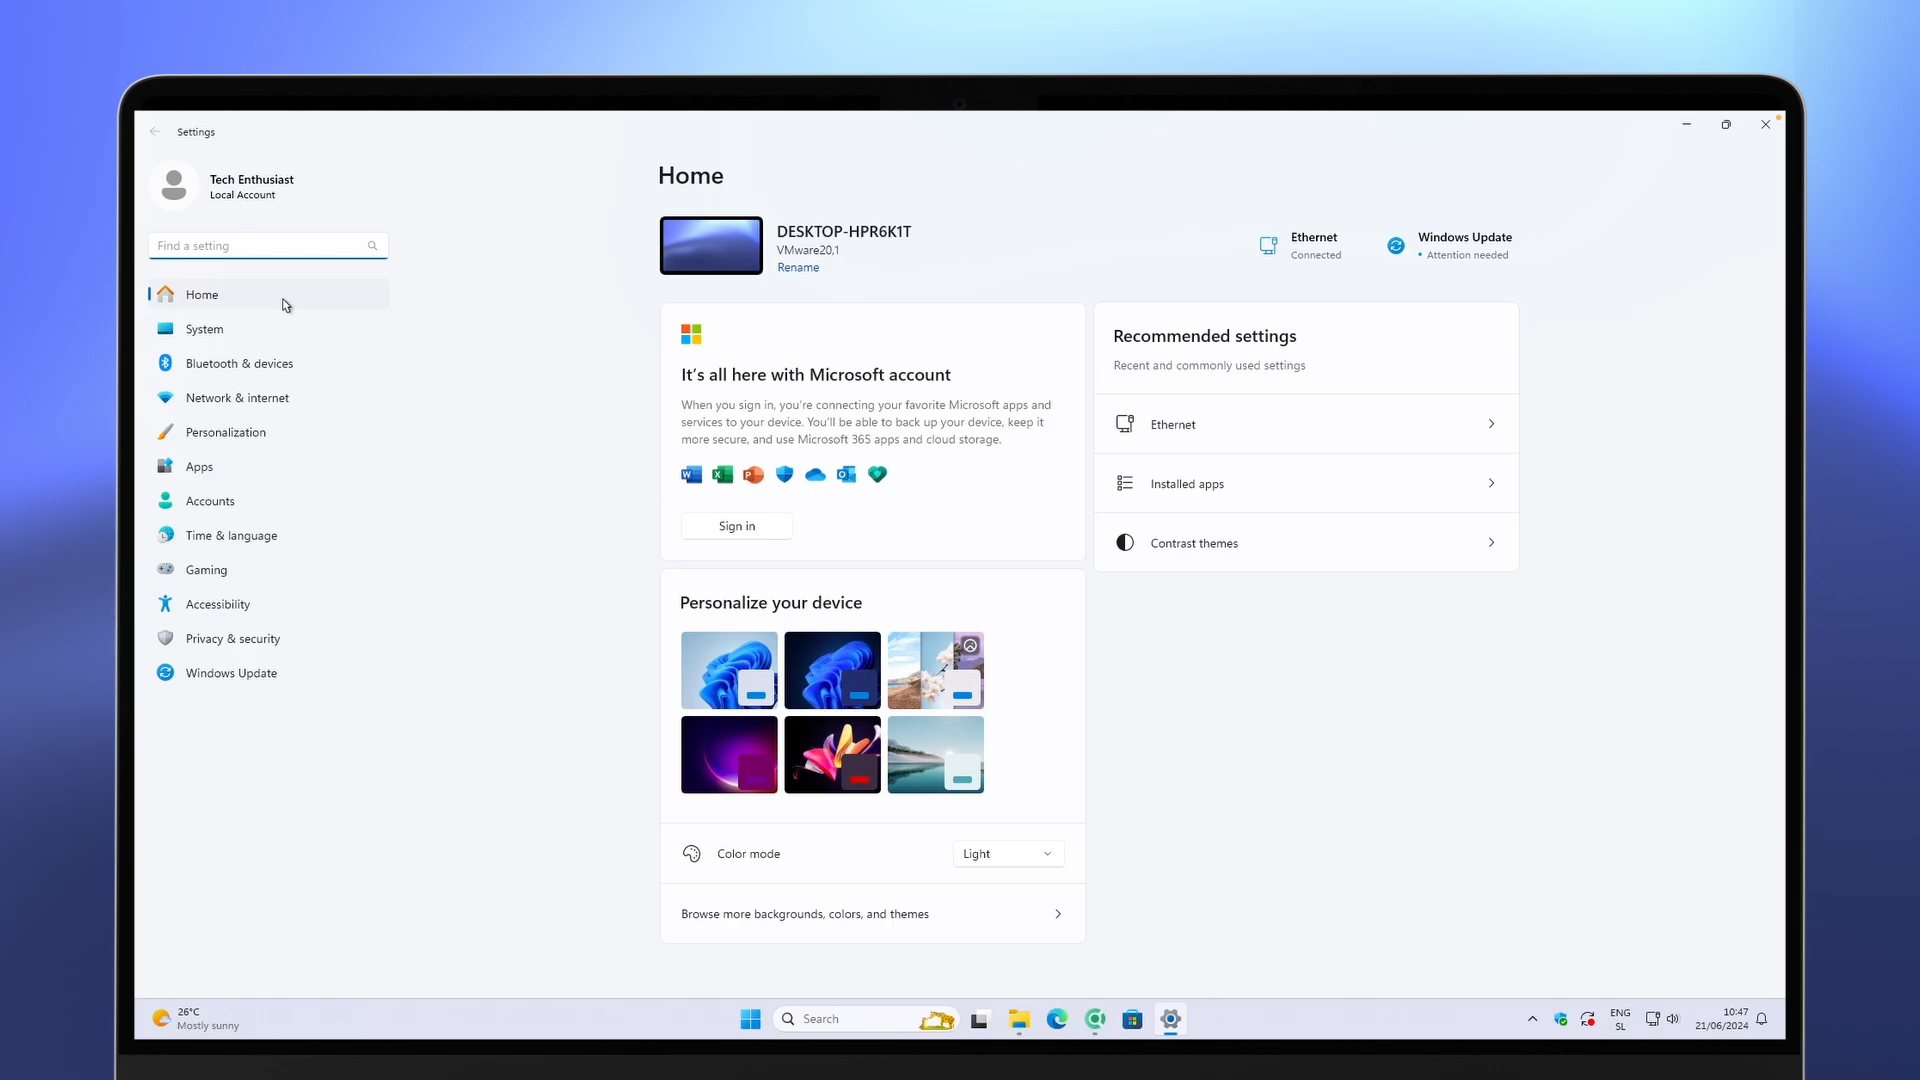 Settings
Tech Enthusiast
Local Account
Find a setting
Home
System
Bluetooth & devices
Network & internet
Personalization
Apps
Accounts
Time & language
Gaming
Accessibility
Privacy & security
Windows Update
Home
DESKTOP-HPR6K1T
VMware20,1
Rename
Ethernet
Connected
Windows Update
• Attention needed
It's all here with Microsoft account
When you sign in, you're connecting your favorite Microsoft apps and
services to your device. You'll be able to back up your device, keep it
more secure, and use Microsoft 365 apps and cloud storage.
Sign in
Recommended settings
Recent and commonly used settings
Ethernet
Installed apps
Contrast themes
Personalize your device
Color mode
Light
Browse more backgrounds, colors, and themes
26°C
Mostly sunny
Search
ENG
SL
10:47
21/06/2024